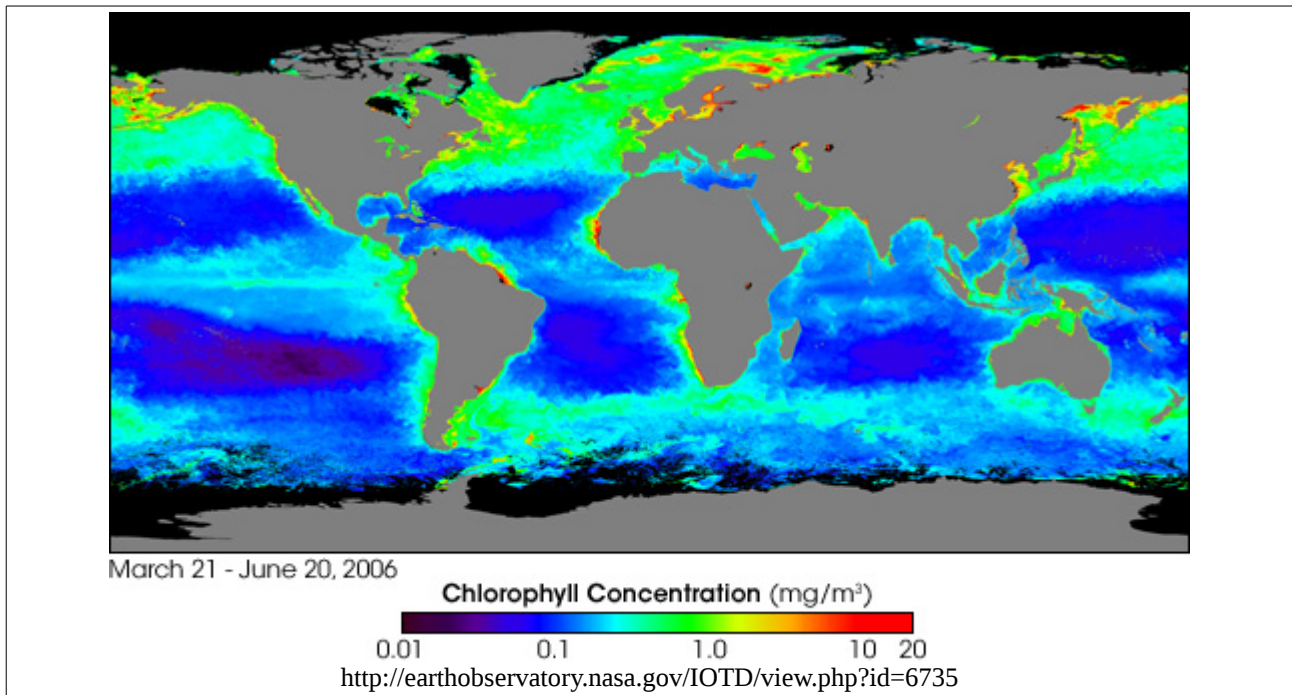 March 21 - June 20, 2006
Chlorophyll Concentration (mg/m³)
0.01 0.1 1.0 10 20
http://earthobservatory.nasa.gov/IOTD/view.php?id=6735